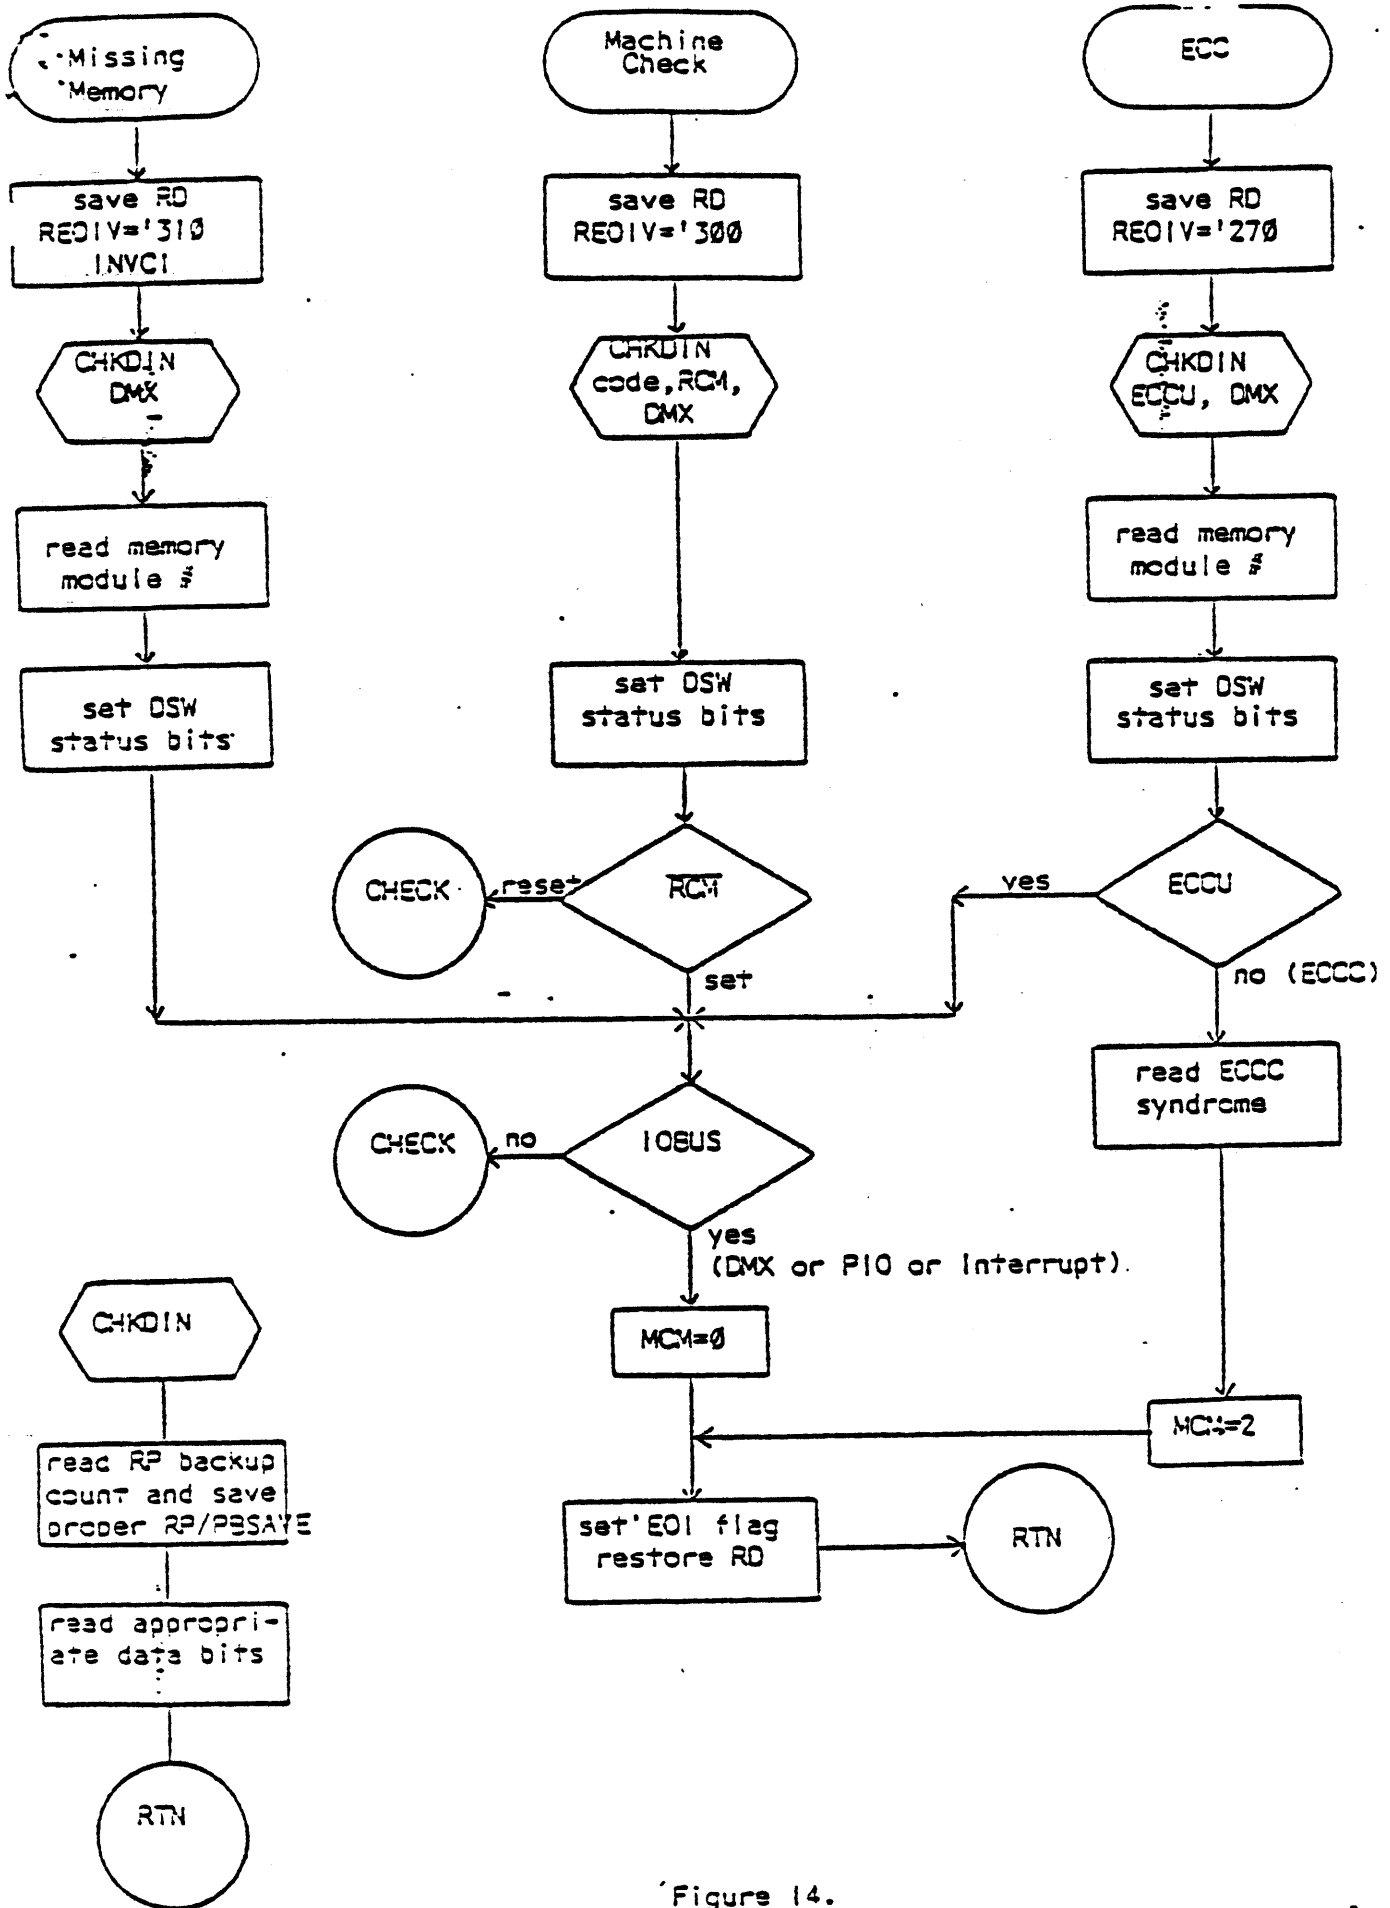 Missing
Memory
save RD
REOIV='310
INVCI
CHKDIN
DMX
read memory
module #
set DSW
status bits
Machine
Check
save RD
REOIV='300
CHKDIN
code,RCM,
DMX
set DSW
status bits
RCM
reset
CHECK
set
IOBUS
no
CHECK
yes
(DMX or PIO or Interrupt).
MCM=0
set'EOI flag
restore RD
RTN
ECC
save RD
REOIV='270
CHKDIN
ECCU, DMX
read memory
module #
set DSW
status bits
ECCU
yes
no (ECCC)
read ECCC
syndrome
MCM=2
CHKDIN
read RP backup
count and save
proper RP/PBSAVE
read appropri-
ate data bits
RTN
Figure 14.